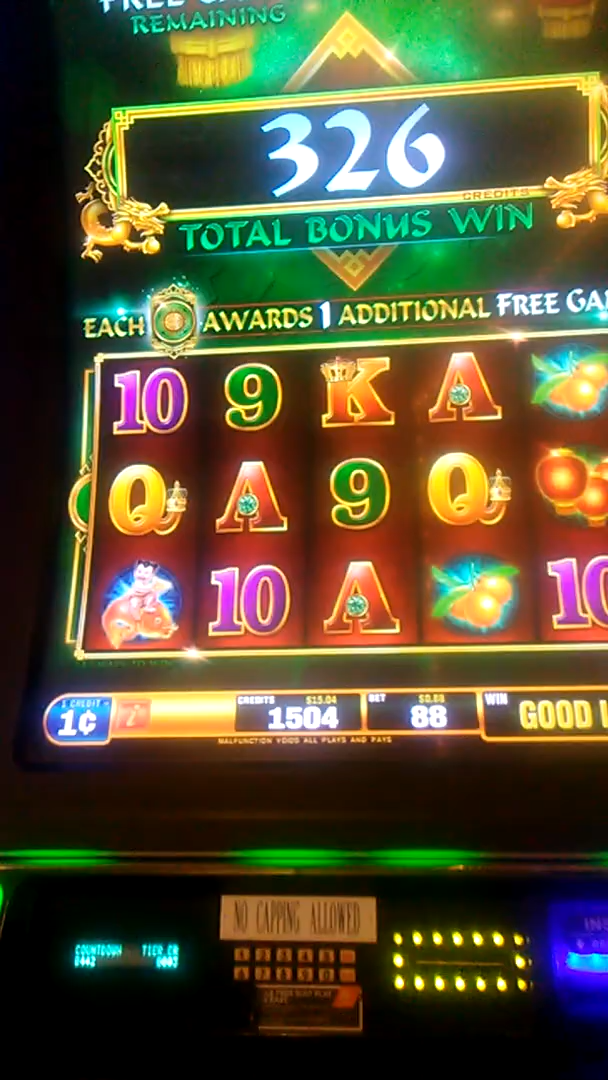 REMAINING
326
CREDITS
TOTAL BONUS WIN
EACH AWARDS 1 ADDITIONAL FREE GA
10 9 K A
Q A 9 Q
10 A 10
1 CREDIT =
1¢
CREDITS $15.04
1504
BET $0.88
88
WIN
GOOD L
MALFUNCTION VOIDS ALL PLAYS AND PAYS
NO CAPPING ALLOWED
COUNTDOWN TIER CR